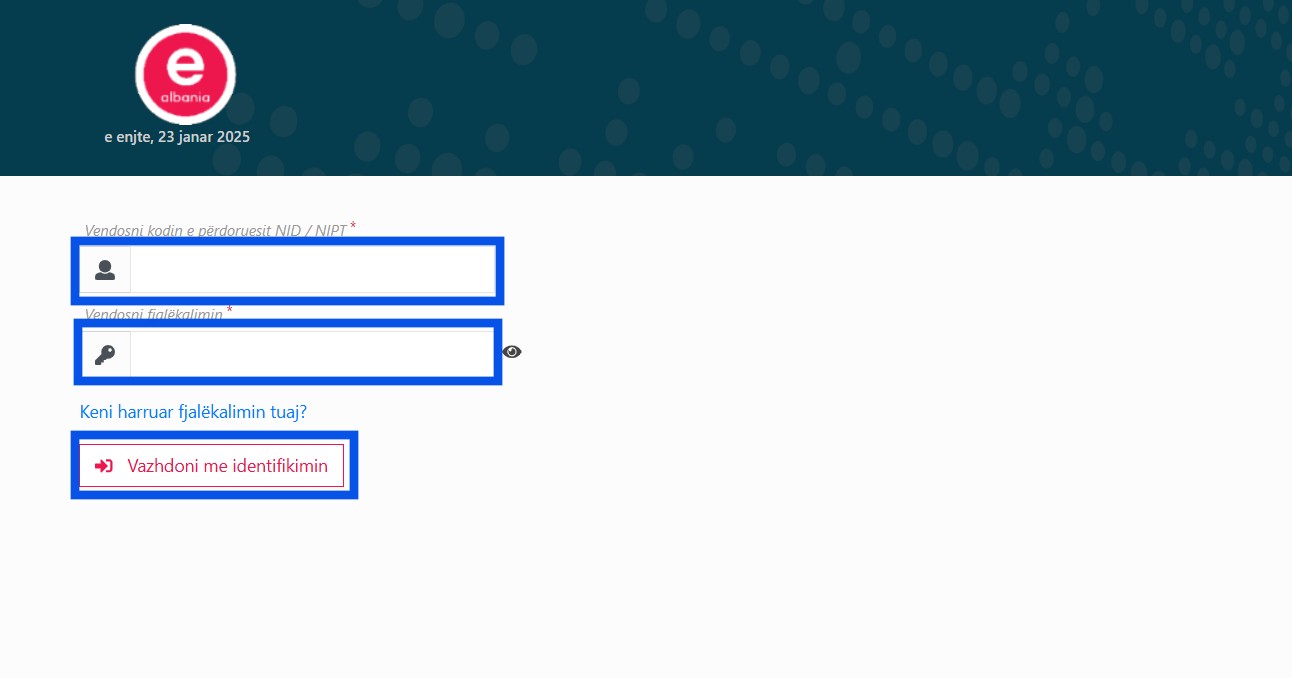 e
albania
e enjte, 23 janar 2025
Vendosni kodin e përdoruesit NID / NIPT *
Vendosni fjalëkalimin *
Keni harruar fjalëkalimin tuaj?
Vazhdoni me identifikimin